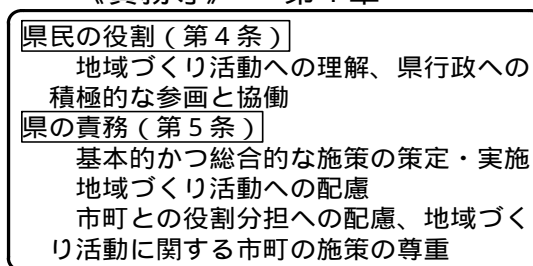 県民の役割(第4条)
地域づくり活動への理解、県行政への
積極的な参画と協働
県の責務(第5条)
基本的かつ総合的な施策の策定・実施
地域づくり活動への配慮
市町との役割分担への配慮、地域づく
り活動に関する市町の施策の尊重